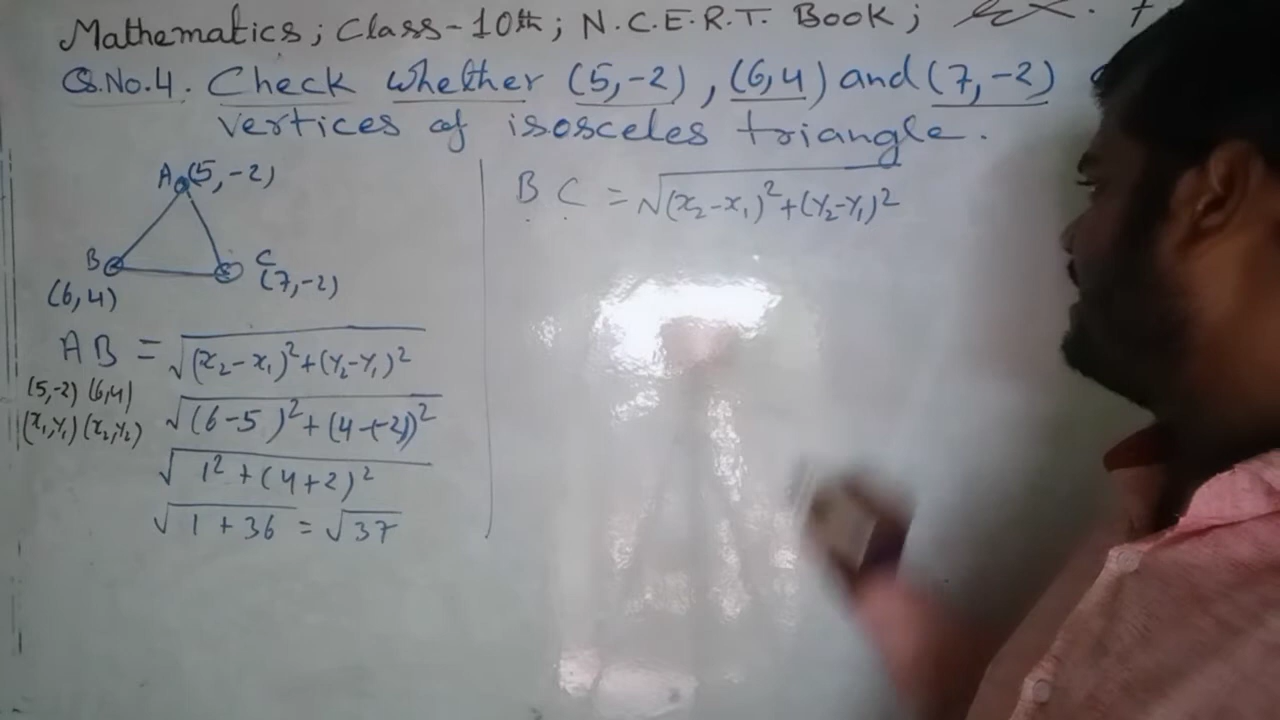 Mathematics; Class-10th; N.C.E.R.T. Book; Ex.
Q.No.4. Check whether (5,-2), (6,4) and (7,-2)
vertices of isosceles triangle.
A (5,-2)
B
(6,4)
C
(7,-2)
AB = √(x₂-x₁)²+(y₂-y₁)²
(5,-2) (6,4)
(x₁,y₁) (x₂,y₂)
√(6-5)²+(4-(-2))²
√1²+(4+2)²
√1+36 = √37
BC = √(x₂-x₁)²+(y₂-y₁)²